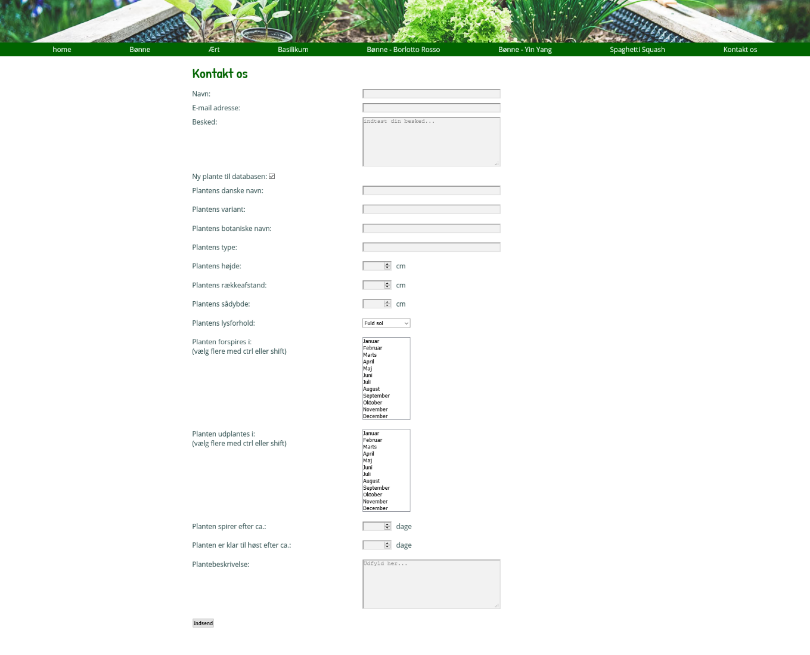 home Bønne Ært Basilikum Bønne - Borlotto Rosso Bønne - Yin Yang Spaghetti Squash Kontakt os
Kontakt os
Navn:
E-mail adresse:
Besked: Indtast din besked...
Ny plante til databasen:
Plantens danske navn:
Plantens variant:
Plantens botaniske navn:
Plantens type:
Plantens højde: cm
Plantens rækkeafstand: cm
Plantens sådybde: cm
Plantens lysforhold: Fuld sol
Planten forspires i:
(vælg flere med ctrl eller shift)
Januar
Februar
Marts
April
Maj
Juni
Juli
August
September
Oktober
November
December
Planten udplantes i:
(vælg flere med ctrl eller shift)
Januar
Februar
Marts
April
Maj
Juni
Juli
August
September
Oktober
November
December
Planten spirer efter ca.: dage
Planten er klar til høst efter ca.: dage
Plantebeskrivelse: Udfyld her...
Indsend